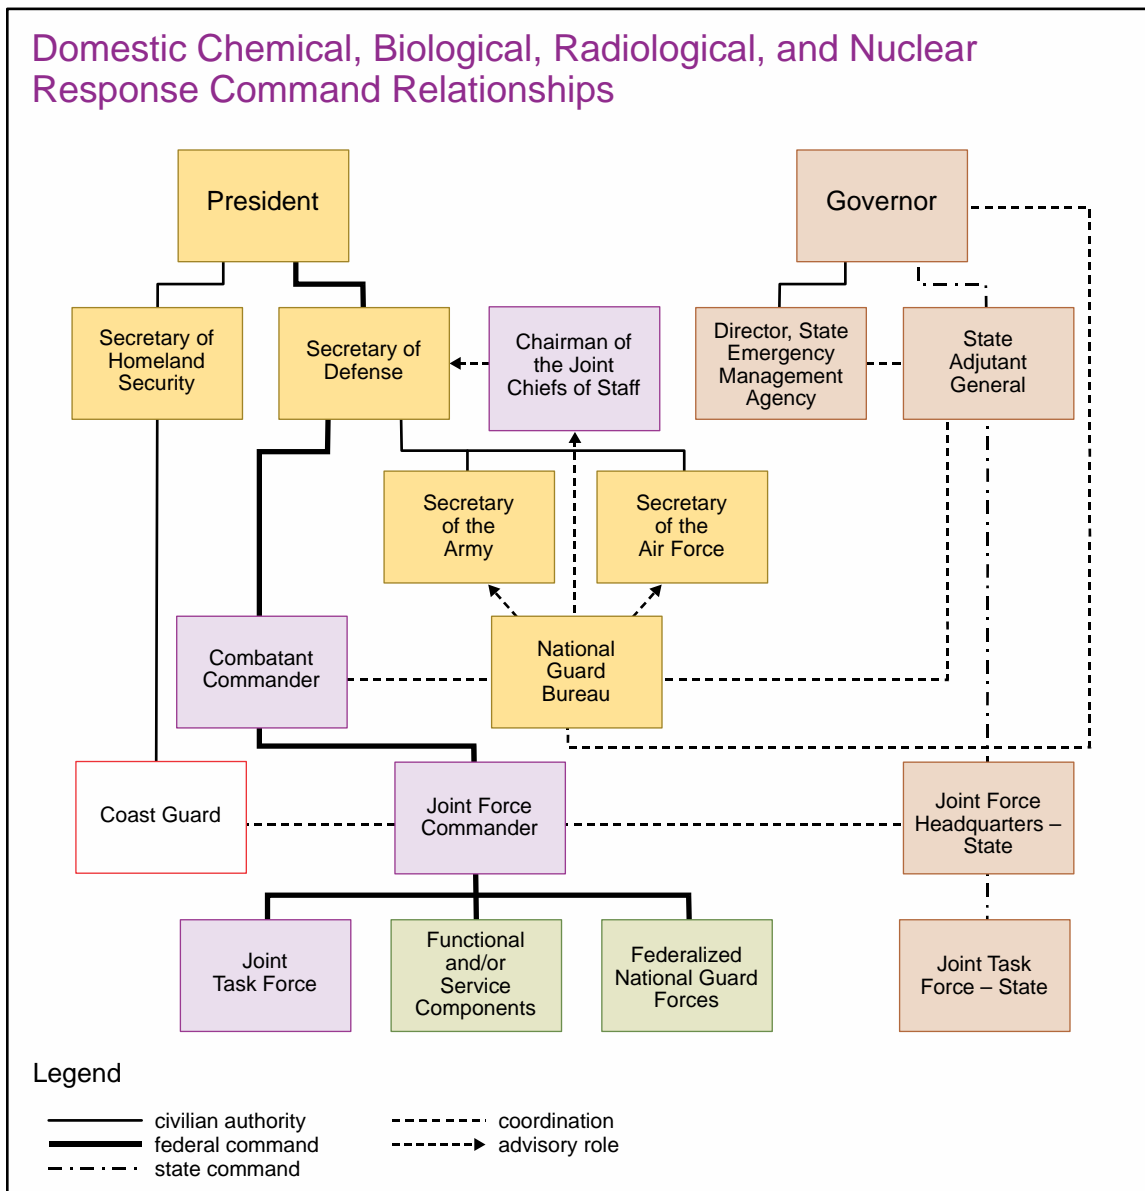 Domestic Chemical, Biological, Radiological, and Nuclear
Response Command Relationships
President
Governor
Secretary of
Homeland
Security
Secretary of
Defense
Chairman of
the Joint
Chiefs of Staff
Director, State
Emergency
Management
Agency
State
Adjutant
General
Secretary
of the
Army
Secretary
of the
Air Force
Combatant
Commander
National
Guard
Bureau
Coast Guard
Joint Force
Commander
Joint Force
Headquarters –
State
Joint
Task Force
Functional
and/or
Service
Components
Federalized
National Guard
Forces
Joint Task
Force – State
Legend
civilian authority
federal command
state command
coordination
advisory role